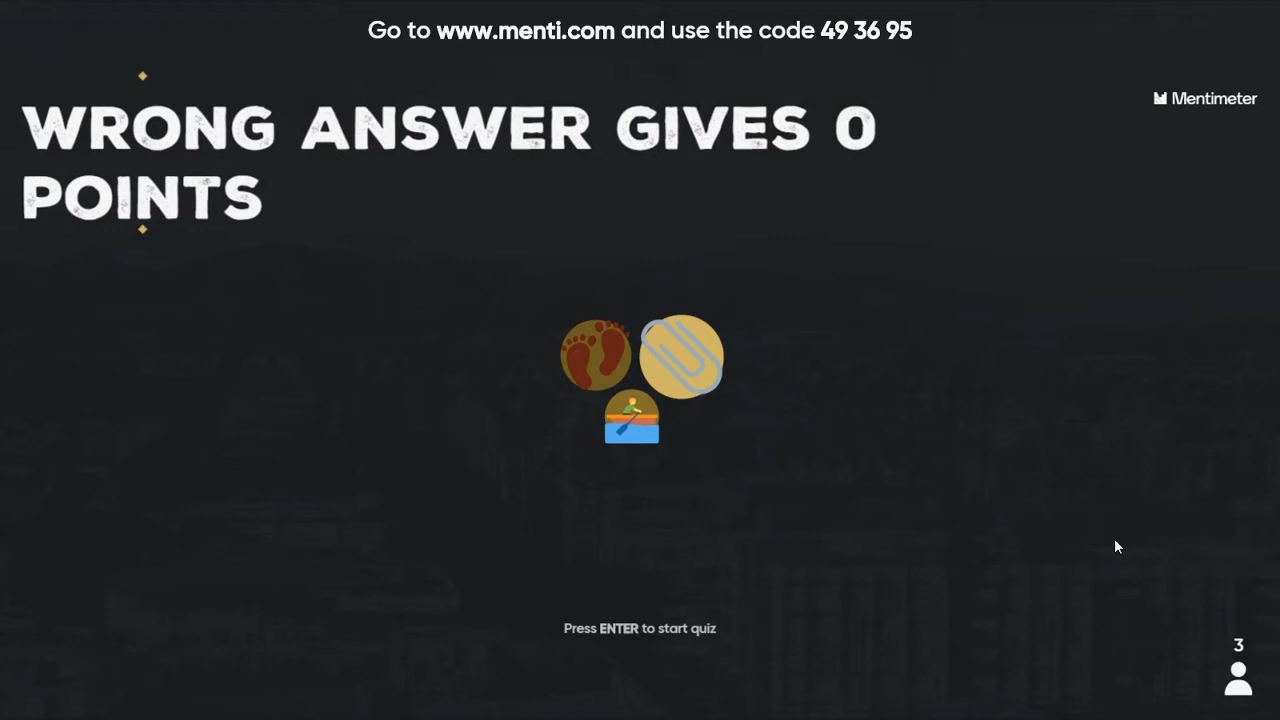 Go to www.menti.com and use the code 49 36 95
Mentimeter
WRONG ANSWER GIVES 0
POINTS
Press ENTER to start quiz
3